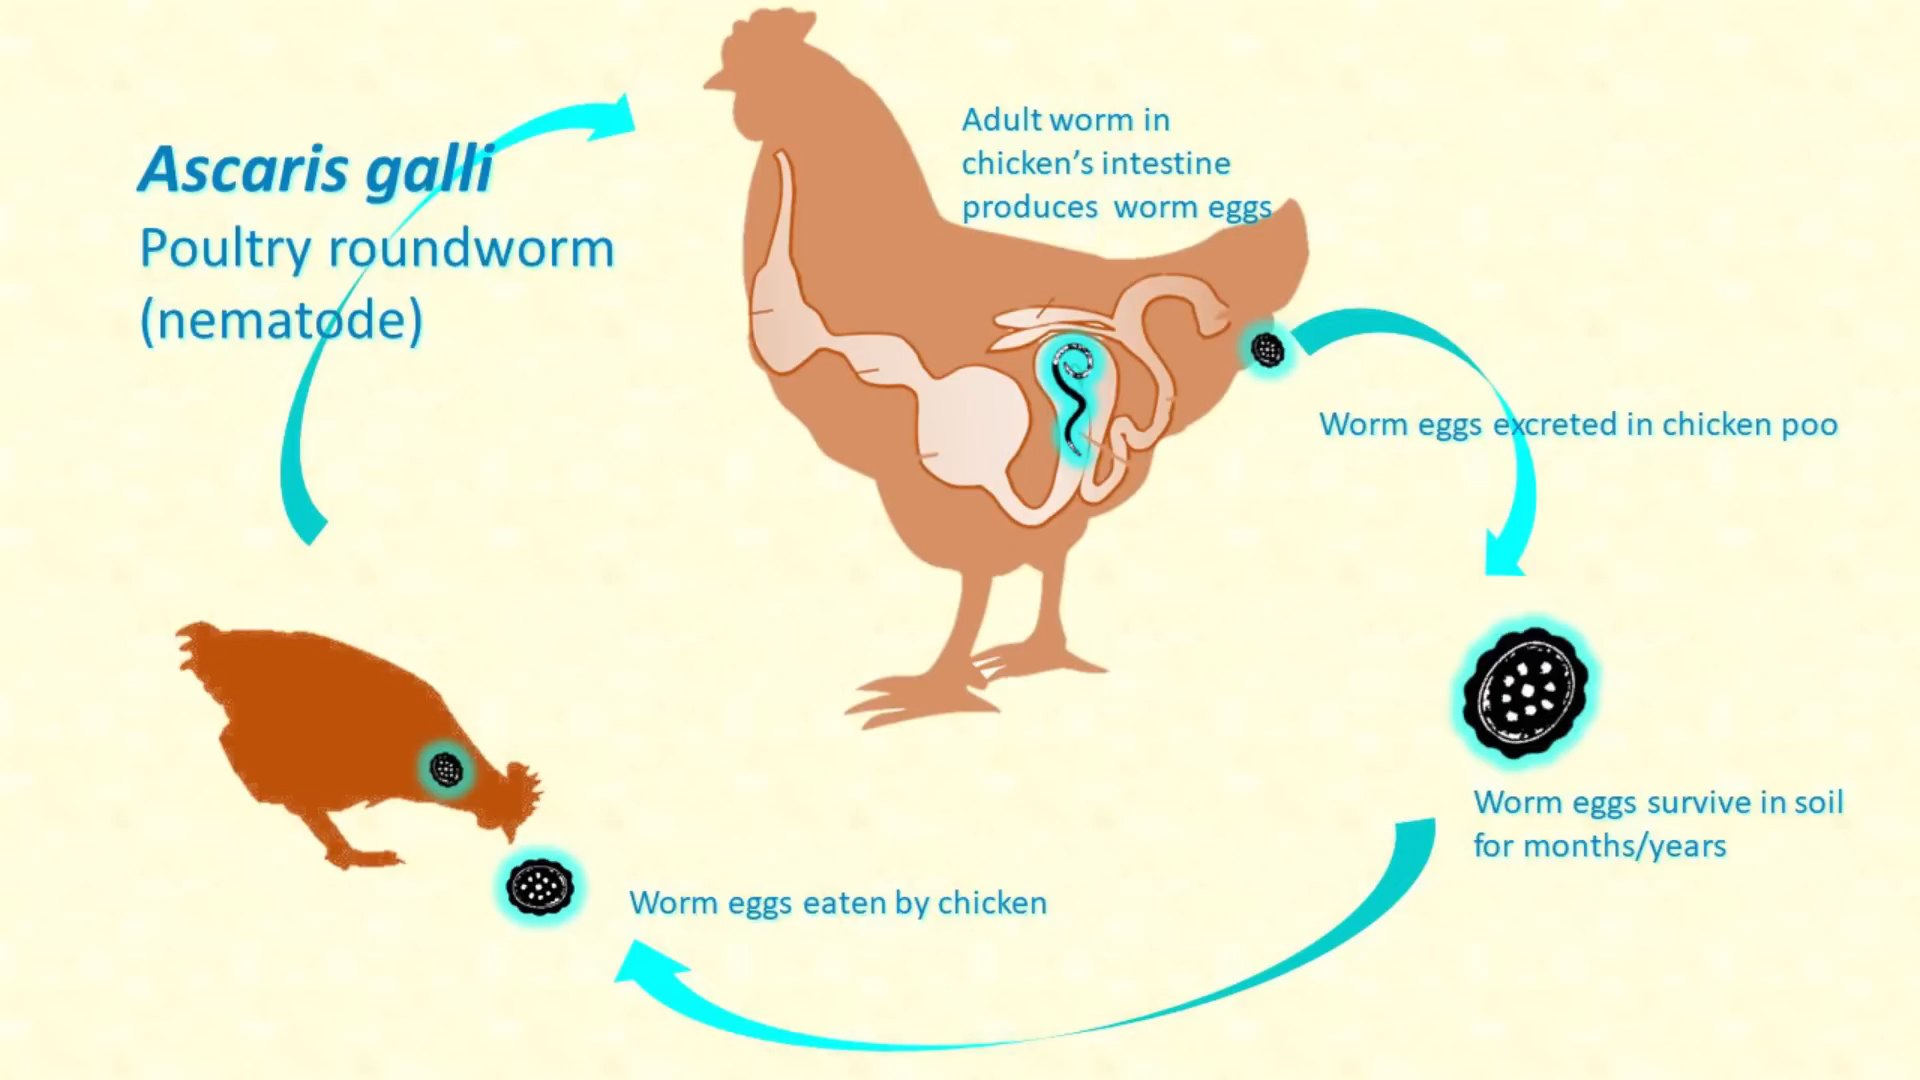 Ascaris galli
Poultry roundworm
(nematode)
Adult worm in
chicken’s intestine
produces worm eggs
Worm eggs excreted in chicken poo
Worm eggs survive in soil
for months/years
Worm eggs eaten by chicken